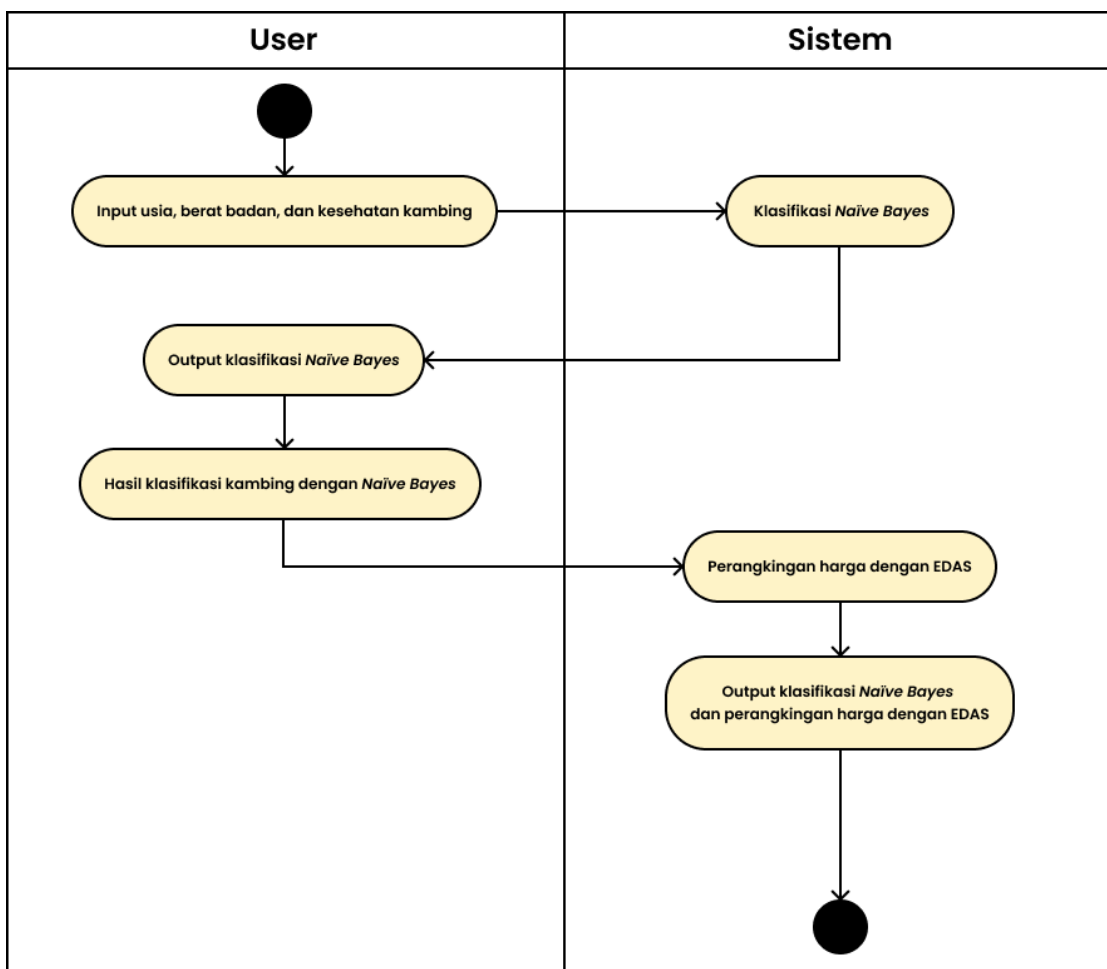 User
Sistem
Input usia, berat badan, dan kesehatan kambing
Klasifikasi Naïve Bayes
Output klasifikasi Naïve Bayes
Hasil klasifikasi kambing dengan Naïve Bayes
Perangkingan harga dengan EDAS
Output klasifikasi Naïve Bayes
dan perangkingan harga dengan EDAS